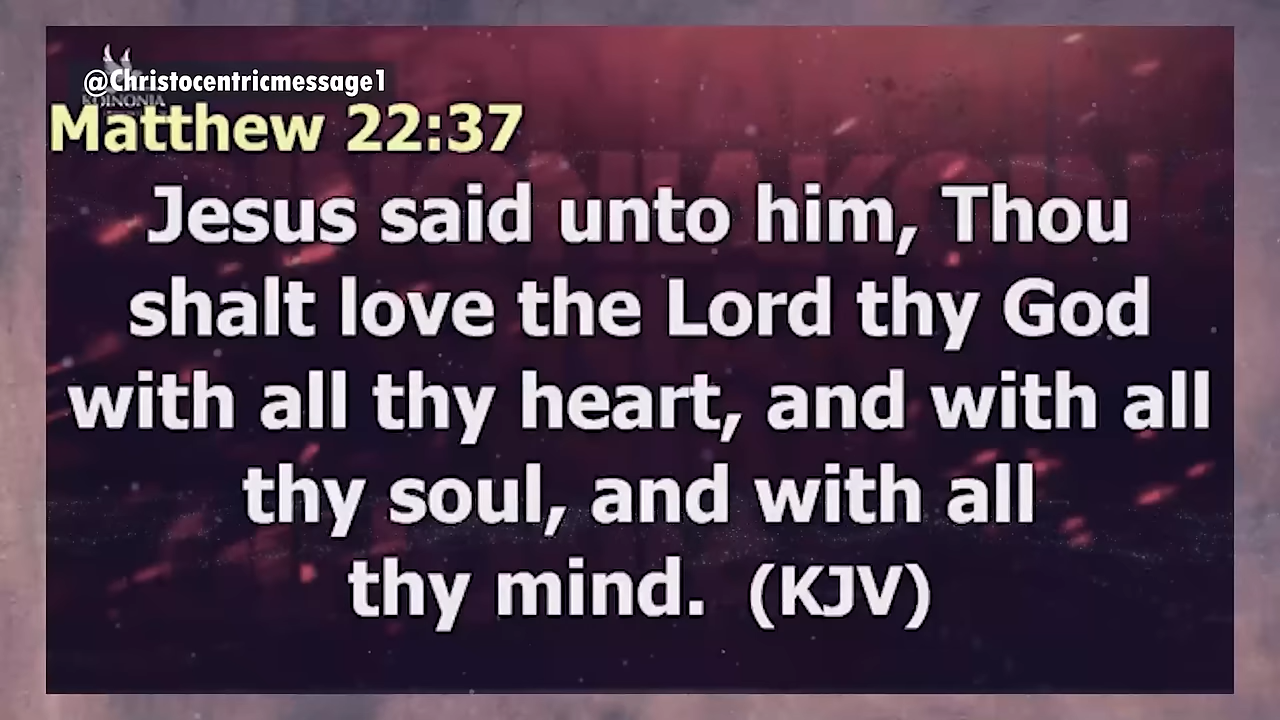 @Christocentricmessage1
KOINONIA
Matthew 22:37
Jesus said unto him, Thou
shalt love the Lord thy God
with all thy heart, and with all
thy soul, and with all
thy mind. (KJV)